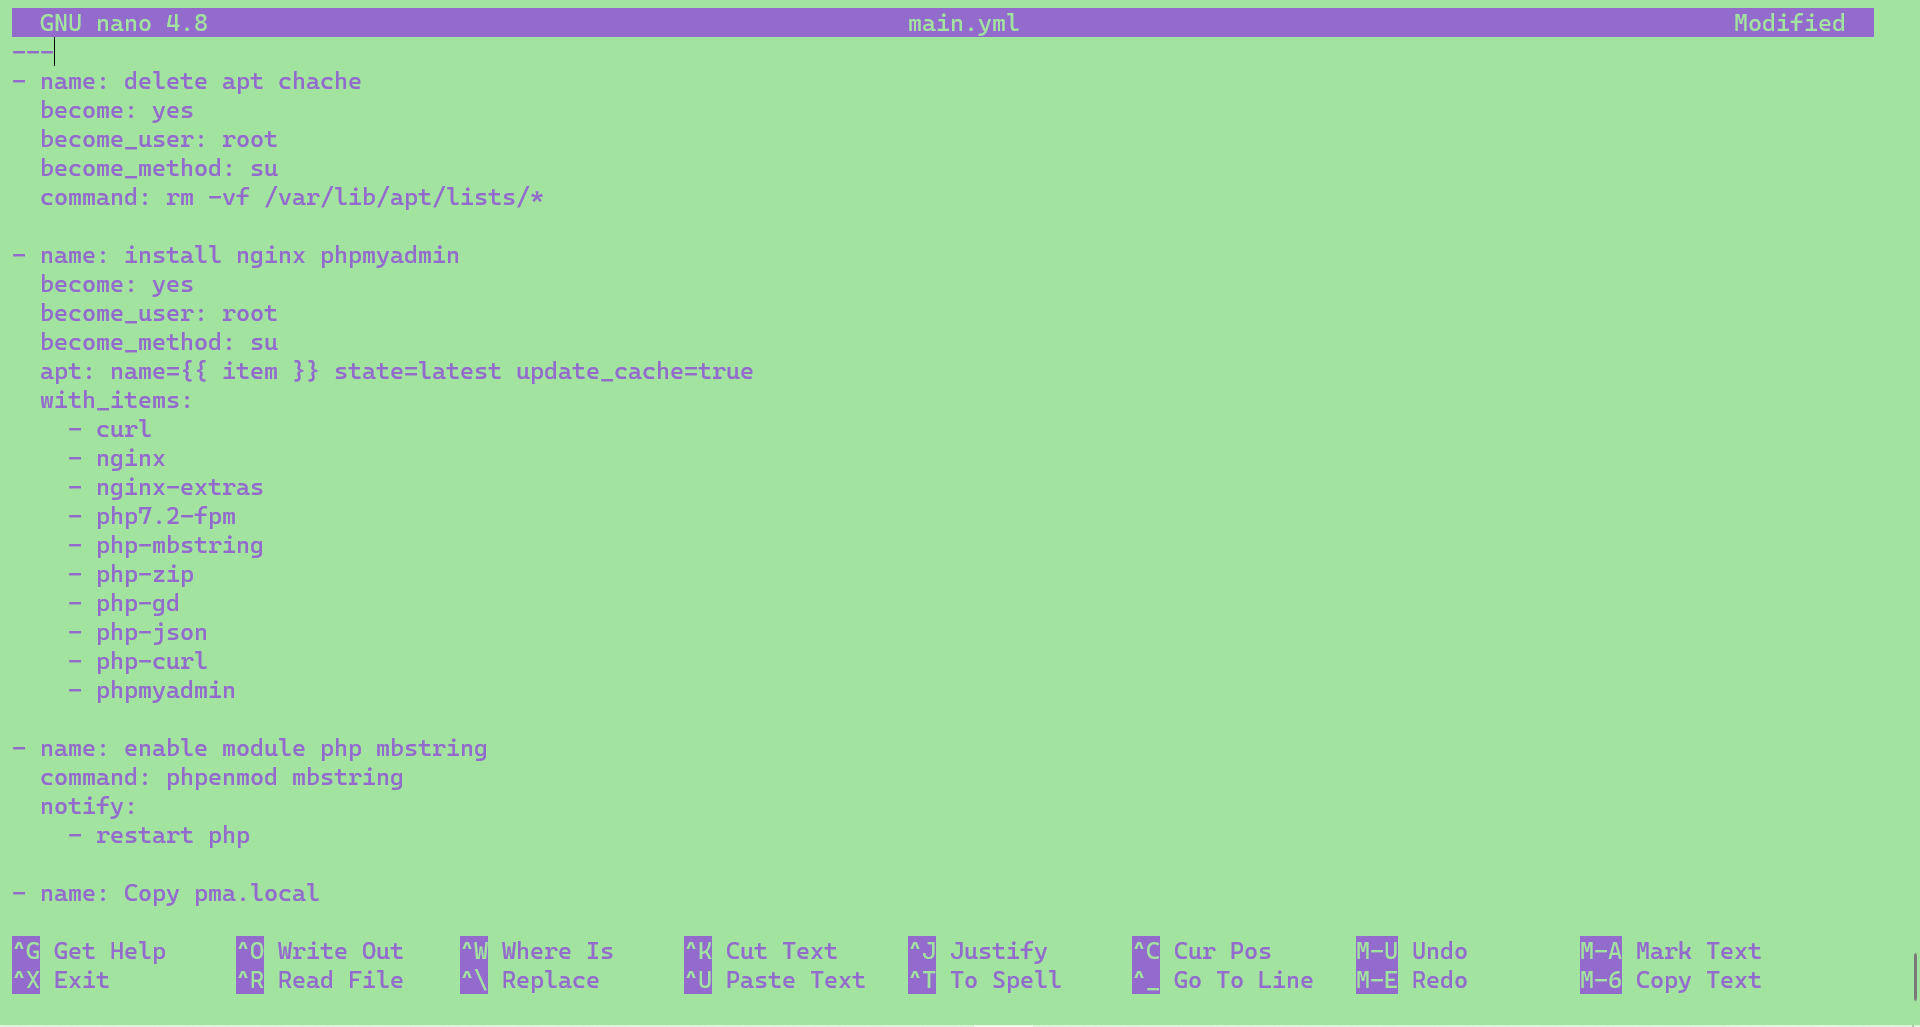 GNU nano 4.8 main.yml Modified
---
- name: delete apt chache
  become: yes
  become_user: root
  become_method: su
  command: rm -vf /var/lib/apt/lists/*

- name: install nginx phpmyadmin
  become: yes
  become_user: root
  become_method: su
  apt: name={{ item }} state=latest update_cache=true
  with_items:
    - curl
    - nginx
    - nginx-extras
    - php7.2-fpm
    - php-mbstring
    - php-zip
    - php-gd
    - php-json
    - php-curl
    - phpmyadmin

- name: enable module php mbstring
  command: phpenmod mbstring
  notify:
    - restart php

- name: Copy pma.local

^G Get Help ^O Write Out ^W Where Is ^K Cut Text ^J Justify ^C Cur Pos M-U Undo M-A Mark Text
^X Exit ^R Read File ^\ Replace ^U Paste Text ^T To Spell ^_ Go To Line M-E Redo M-6 Copy Text